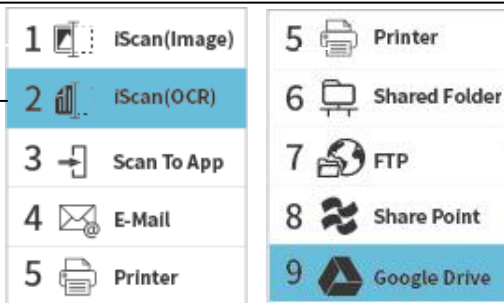 1 iScan(Image)
2 iScan(OCR)
3 Scan To App
4 E-Mail
5 Printer
5 Printer
6 Shared Folder
7 FTP
8 Share Point
9 Google Drive